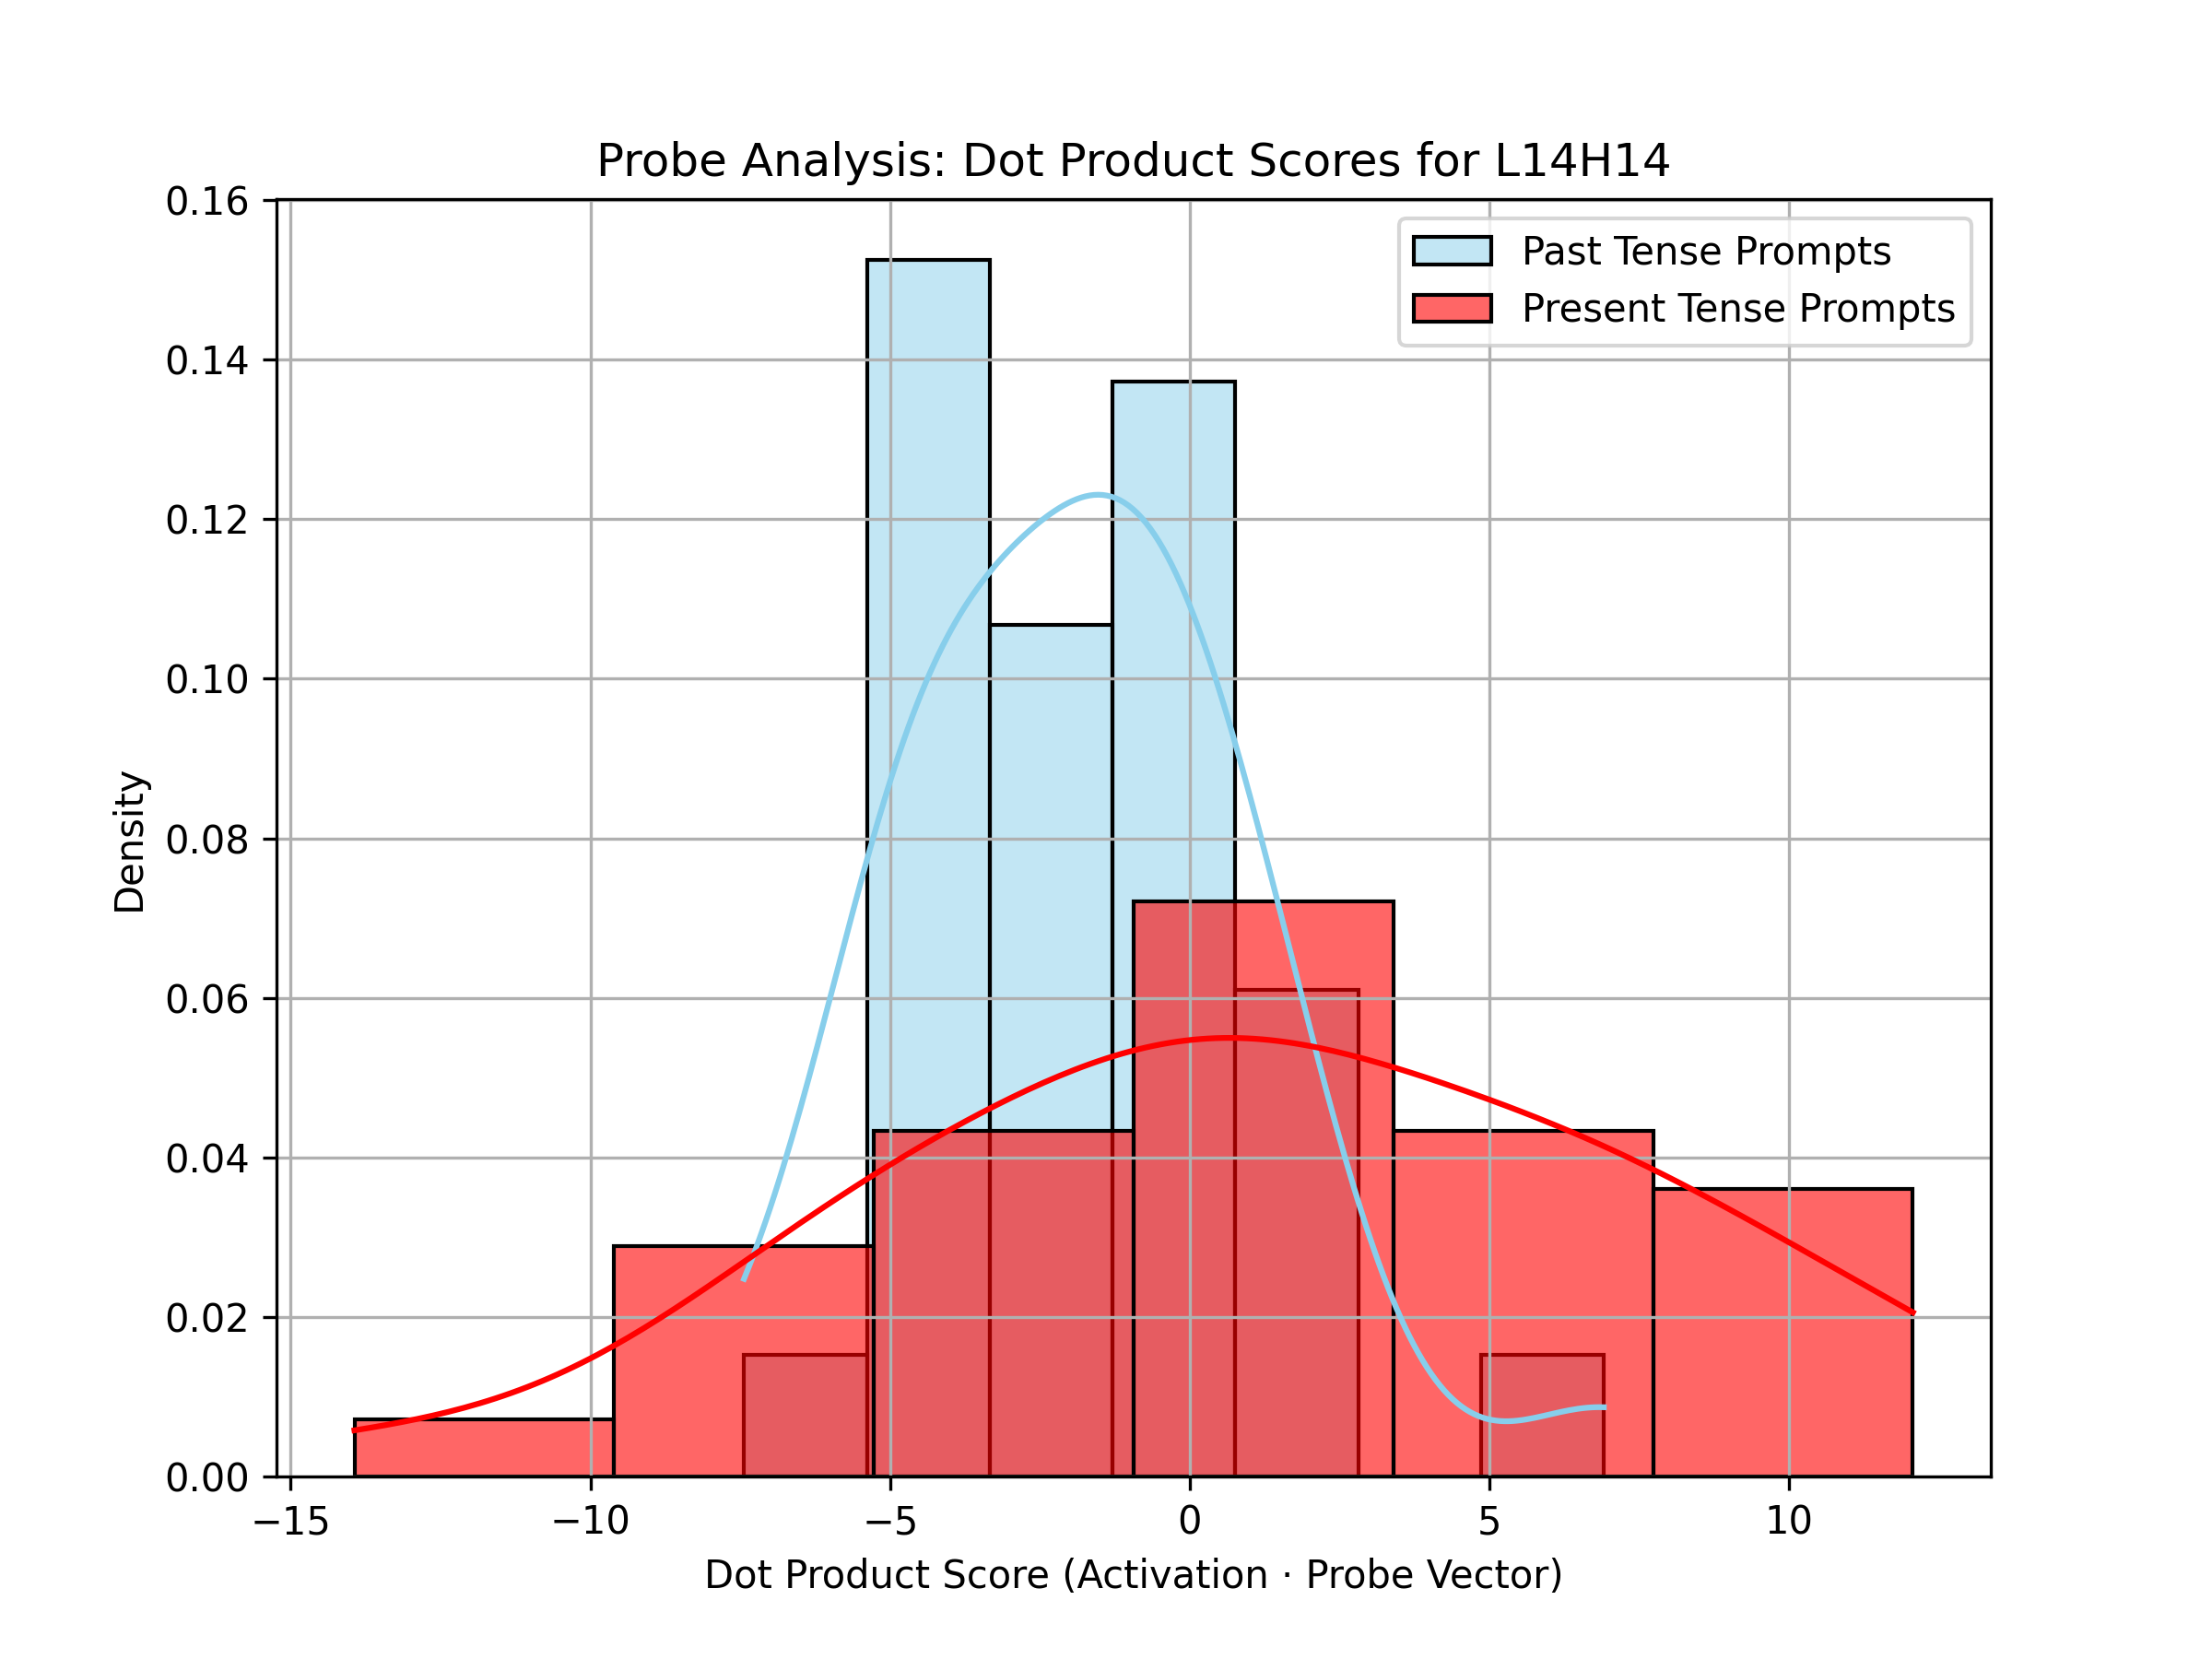 Probe Analysis: Dot Product Scores for L14H14
Past Tense Prompts
Present Tense Prompts
Density
0.16
0.14
0.12
0.10
0.08
0.06
0.04
0.02
0.00
−15 −10 −5 0 5 10
Dot Product Score (Activation · Probe Vector)